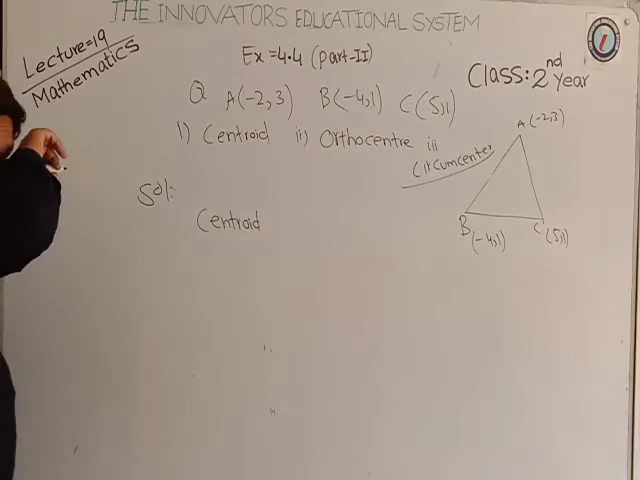 THE INNOVATORS EDUCATIONAL SYSTEM
Lecture=19
Mathematics
Ex=4.4 (part-II)
Class: 2nd year
Q A(-2,3) B(-4,1) C(5,1)
i) Centroid ii) Orthocentre iii
Circumcenter
A(-2,3)
Sol:
Centroid
B(-4,1)
C(5,1)